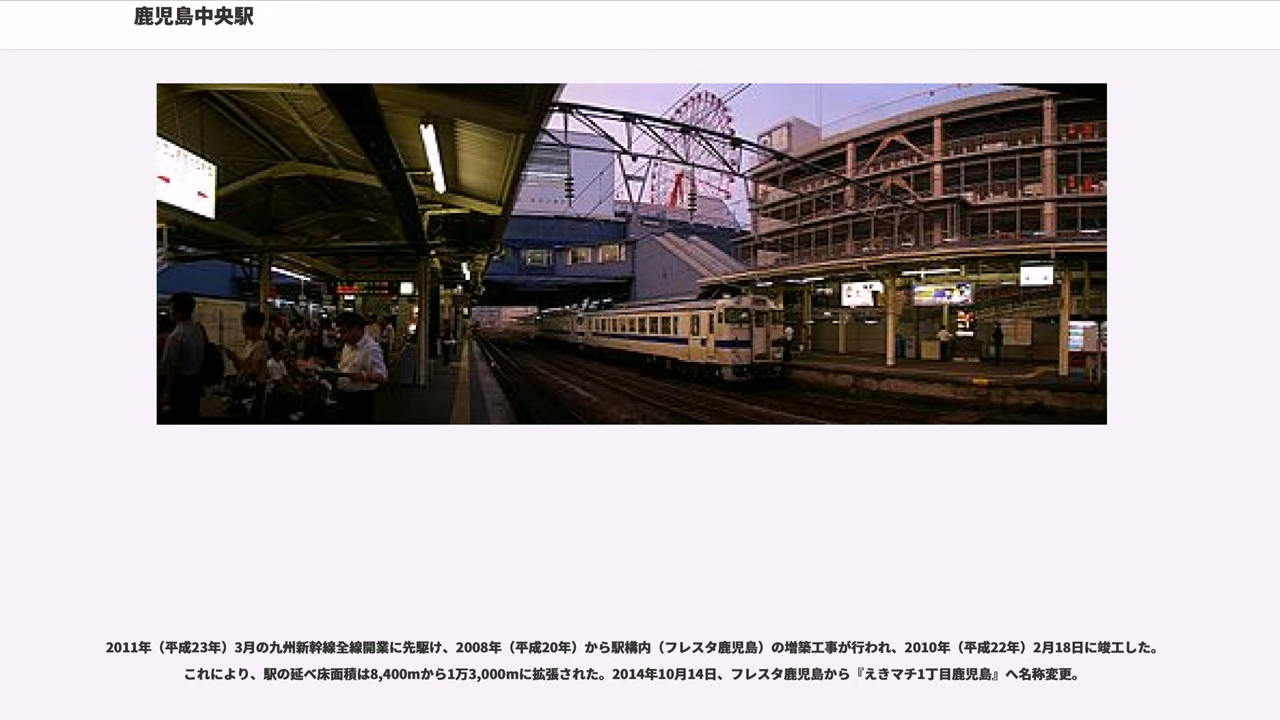 鹿児島中央駅
2011年（平成23年）3月の九州新幹線全線開業に先駆け、2008年（平成20年）から駅構内（フレスタ鹿児島）の増築工事が行われ、2010年（平成22年）2月18日に竣工した。
これにより、駅の延べ床面積は8,400mから1万3,000mに拡張された。2014年10月14日、フレスタ鹿児島から『えきマチ1丁目鹿児島』へ名称変更。